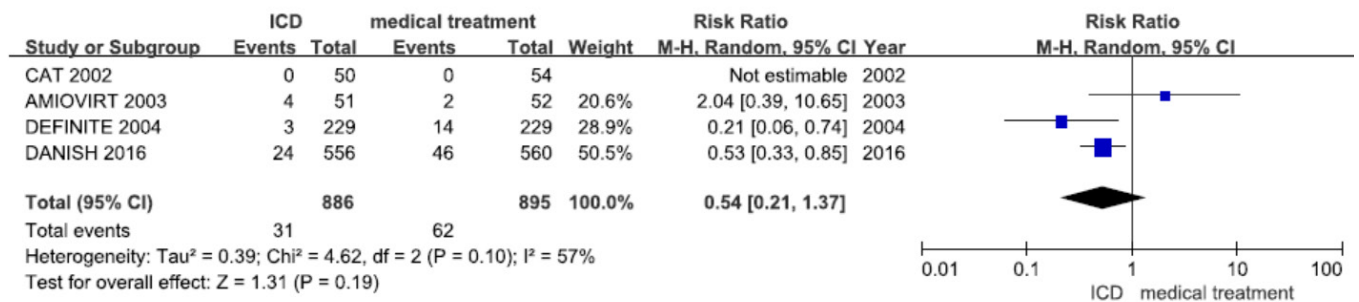 ICD medical treatment Risk Ratio Risk Ratio
Study or Subgroup Events Total Events Total Weight M-H, Random, 95% CI Year M-H, Random, 95% CI
CAT 2002 0 50 0 54 Not estimable 2002
AMIOVIRT 2003 4 51 2 52 20.6% 2.04 [0.39, 10.65] 2003
DEFINITE 2004 3 229 14 229 28.9% 0.21 [0.06, 0.74] 2004
DANISH 2016 24 556 46 560 50.5% 0.53 [0.33, 0.85] 2016
Total (95% CI) 886 895 100.0% 0.54 [0.21, 1.37]
Total events 31 62
Heterogeneity: Tau² = 0.39; Chi² = 4.62, df = 2 (P = 0.10); I² = 57%
Test for overall effect: Z = 1.31 (P = 0.19)
0.01 0.1 1 10 100
ICD medical treatment